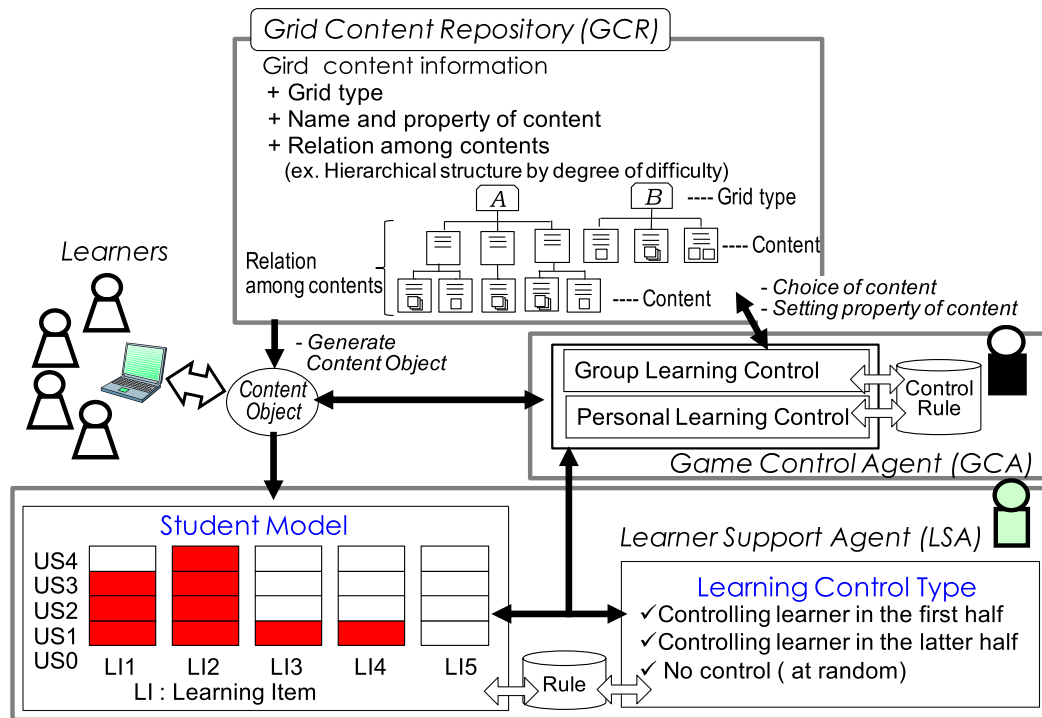 Grid Content Repository (GCR)
Gird content information
+ Grid type
+ Name and property of content
+ Relation among contents
(ex. Hierarchical structure by degree of difficulty)
A
B
---- Grid type
---- Content
Relation
among contents
---- Content
Learners
- Choice of content
- Setting property of content
- Generate
Content Object
Content
Object
Group Learning Control
Personal Learning Control
Control
Rule
Game Control Agent (GCA)
Student Model
US4
US3
US2
US1
US0
LI1 LI2 LI3 LI4 LI5
LI : Learning Item
Rule
Learner Support Agent (LSA)
Learning Control Type
✓Controlling learner in the first half
✓Controlling learner in the latter half
✓ No control ( at random)